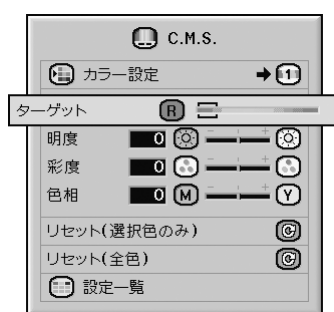 C.M.S.
カラー設定 1
ターゲット R
明度 0
彩度 0
色相 0 M Y
リセット(選択色のみ)
リセット(全色)
設定一覧